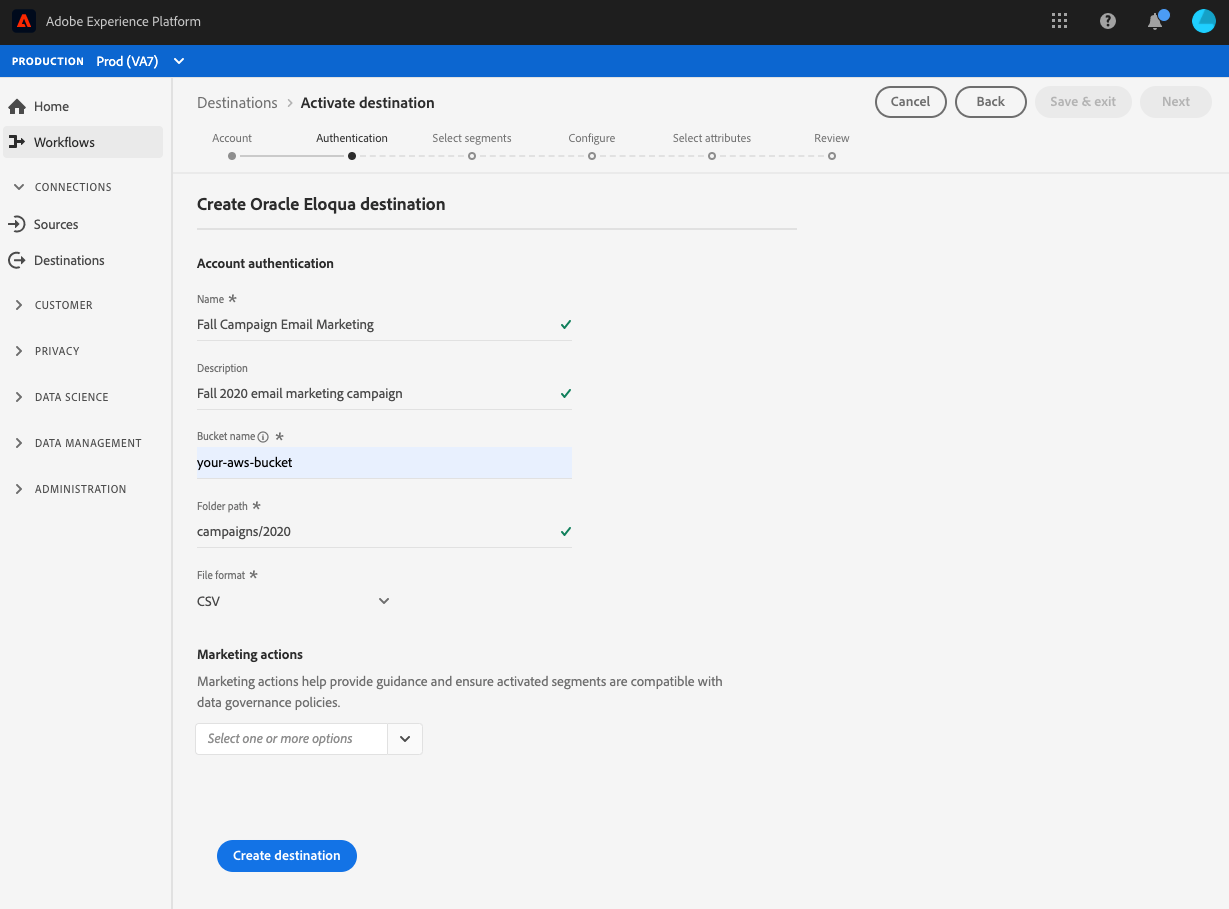 Adobe Experience Platform
PRODUCTION Prod (VA7)
Home
Workflows
CONNECTIONS
Sources
Destinations
CUSTOMER
PRIVACY
DATA SCIENCE
DATA MANAGEMENT
ADMINISTRATION
Destinations > Activate destination
Cancel Back Save & exit Next
Account Authentication Select segments Configure Select attributes Review
Create Oracle Eloqua destination
Account authentication
Name *
Fall Campaign Email Marketing
Description
Fall 2020 email marketing campaign
Bucket name *
your-aws-bucket
Folder path *
campaigns/2020
File format *
CSV
Marketing actions
Marketing actions help provide guidance and ensure activated segments are compatible with
data governance policies.
Select one or more options
Create destination